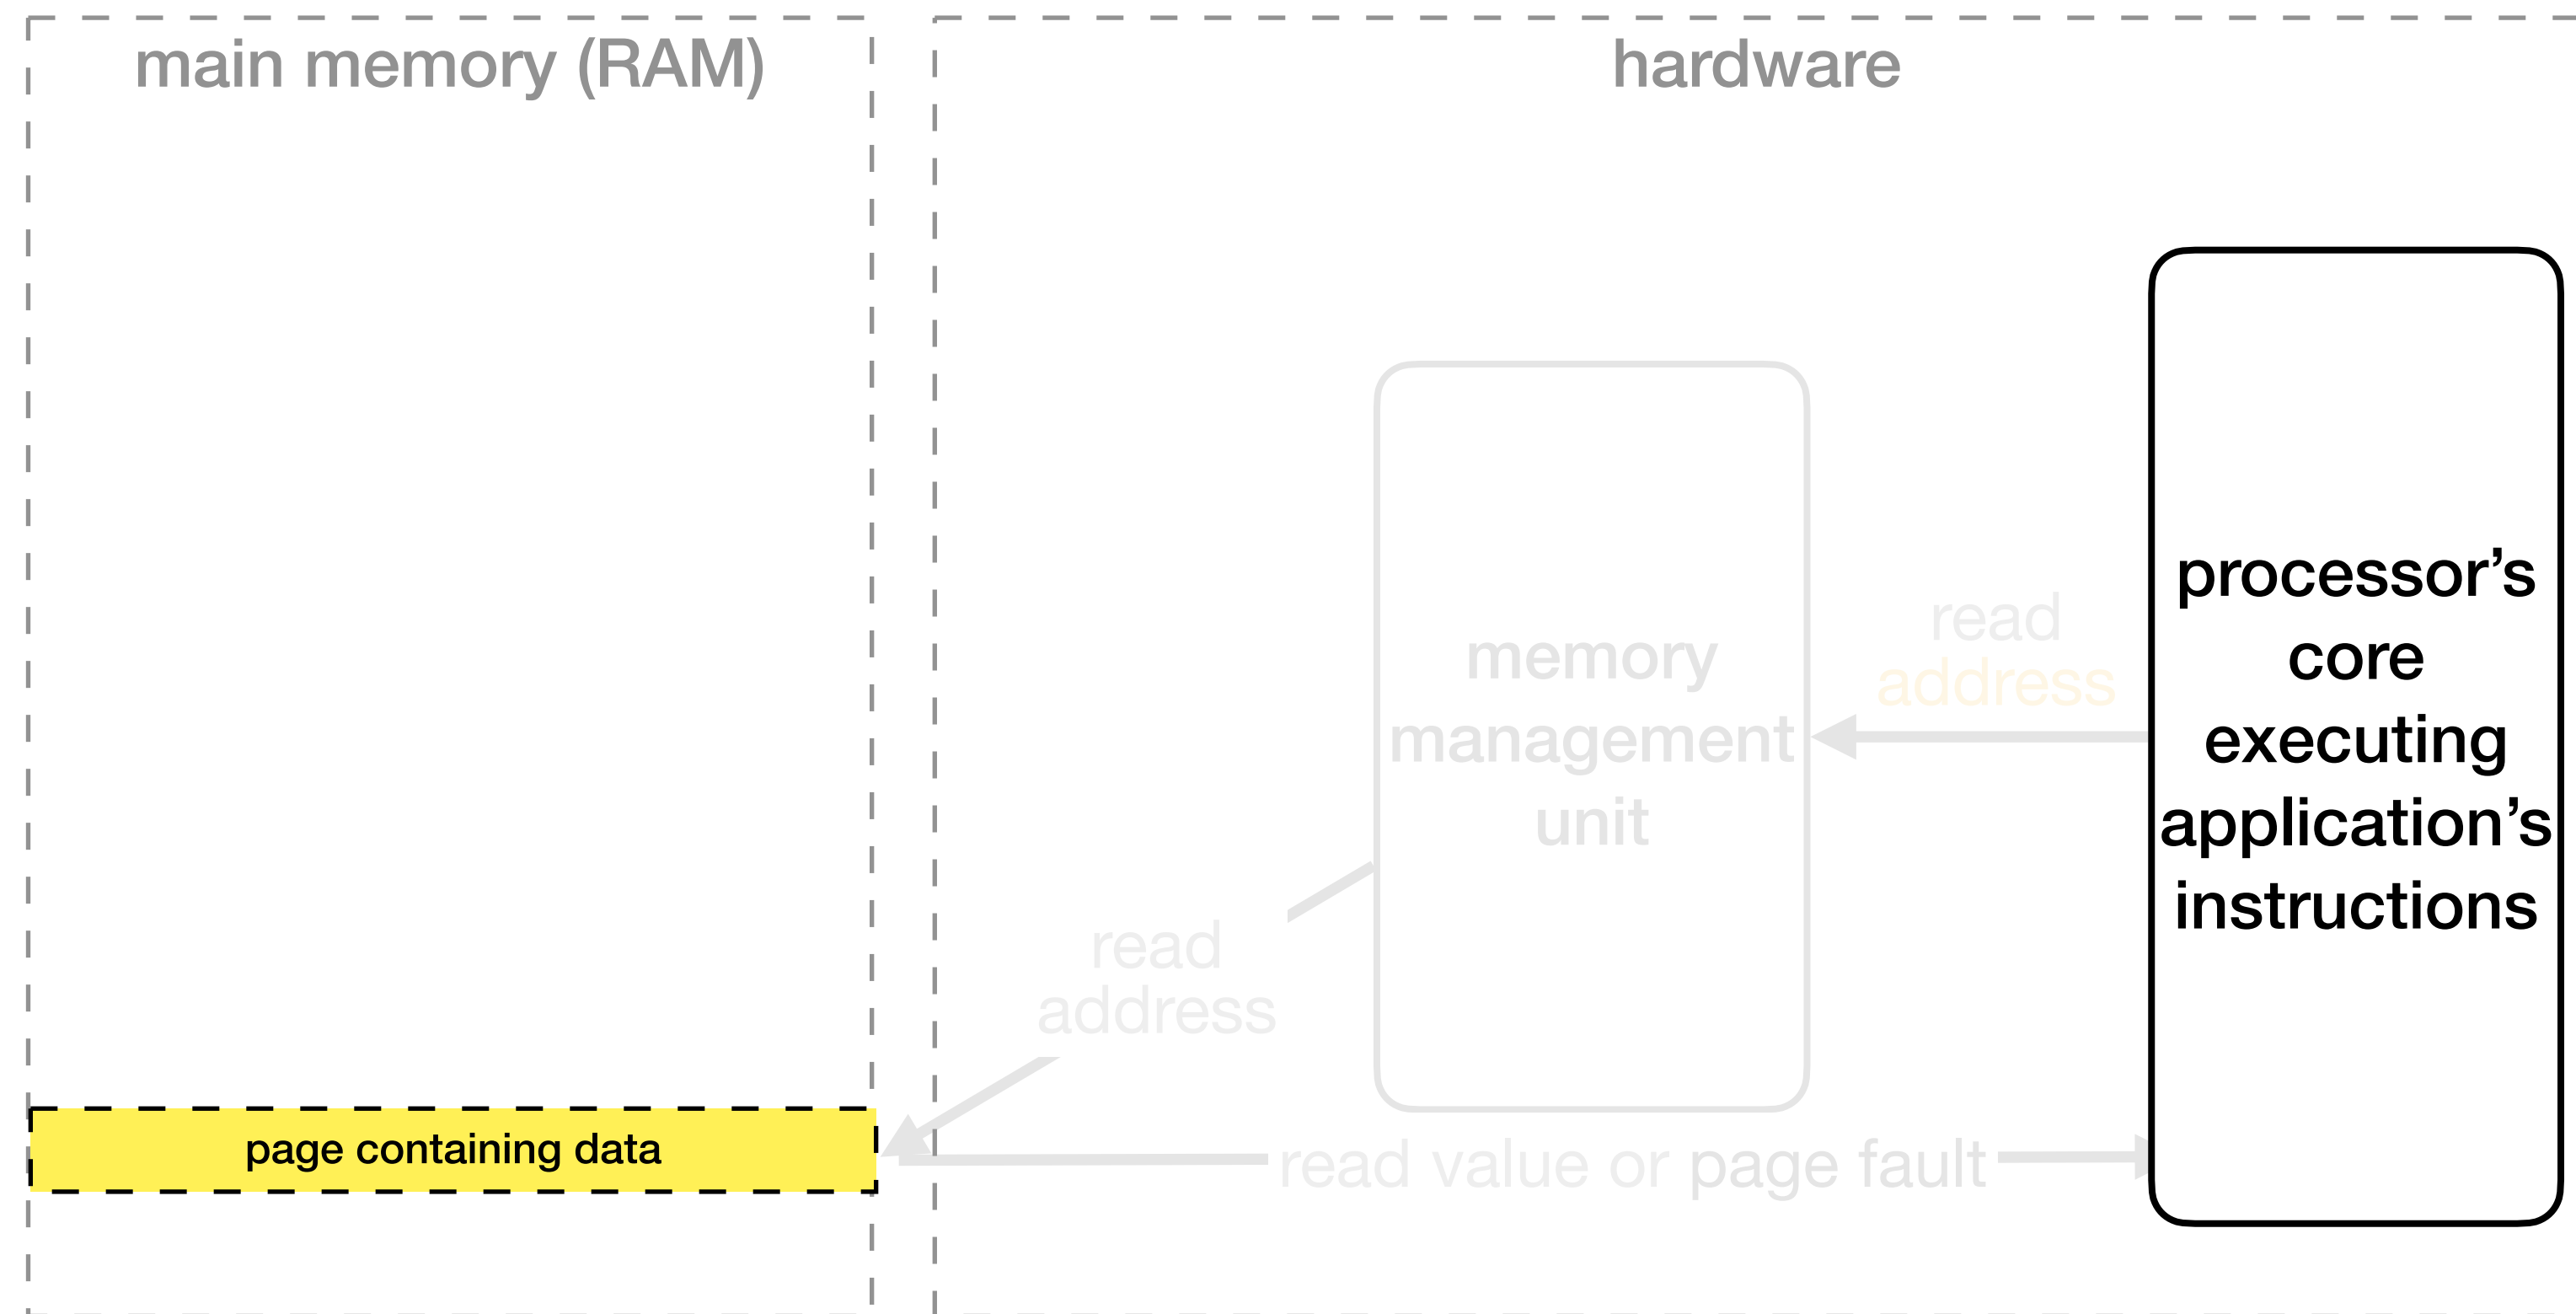 main memory (RAM)
hardware
processor’s
core
executing
application’s
instructions
memory
management
unit
read
address
read
address
page containing data
read value or page fault